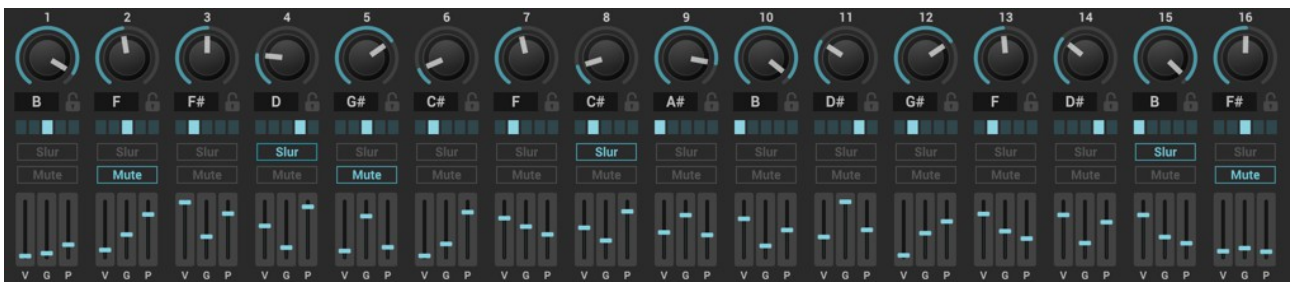 1 2 3 4 5 6 7 8 9 10 11 12 13 14 15 16
B F F# D G# C# F C# A# B D# G# F D# B F#
Slur Slur Slur Slur Slur Slur Slur Slur Slur Slur Slur Slur Slur Slur Slur Slur
Mute Mute Mute Mute Mute Mute Mute Mute Mute Mute Mute Mute Mute Mute Mute Mute
V G P V G P V G P V G P V G P V G P V G P V G P V G P V G P V G P V G P V G P V G P V G P V G P